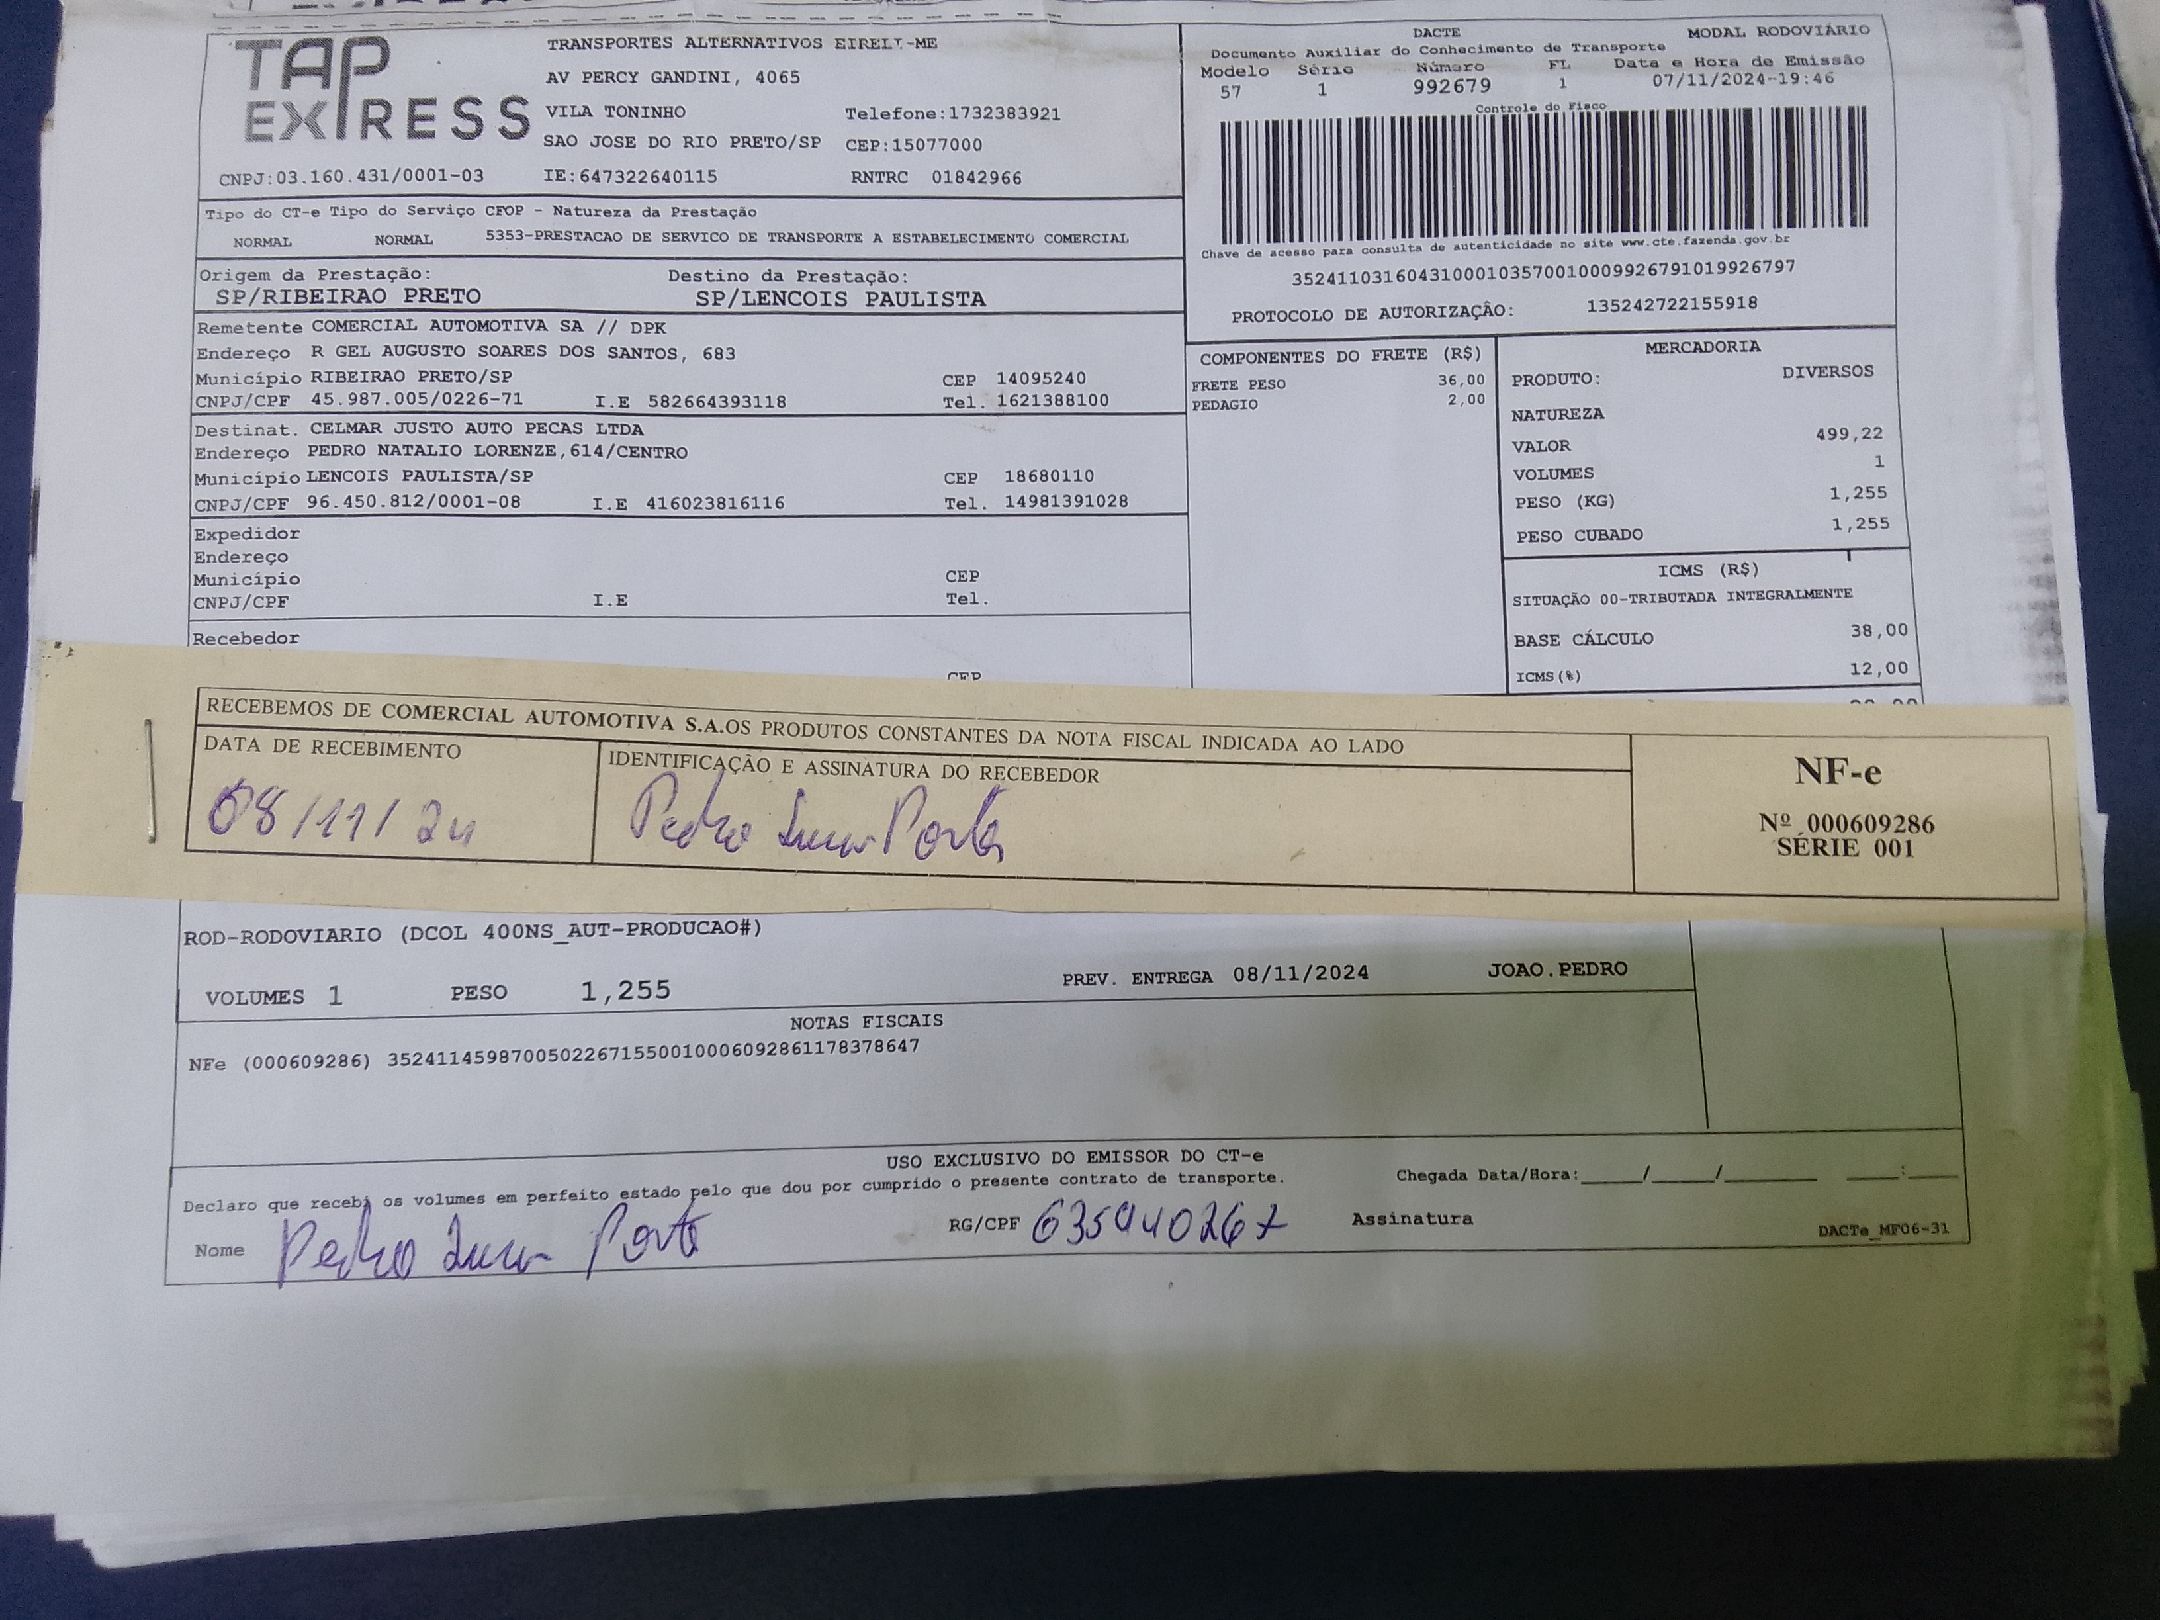 TAP EXPRESS
TRANSPORTES ALTERNATIVOS EIRELI-ME
AV PERCY GANDINI, 4065
VILA TONINHO Telefone:1732383921
SAO JOSE DO RIO PRETO/SP CEP:15077000
CNPJ:03.160.431/0001-03 IE:647322640115 RNTRC 01842966
DACTE MODAL RODOVIÁRIO
Documento Auxiliar do Conhecimento de Transporte
Modelo Série Número FL Data e Hora de Emissão
57 1 992679 1 07/11/2024-19:46
Controle do Fisco
Chave de acesso para consulta de autenticidade no site www.cte.fazenda.gov.br
35241103160431000103570010009926791019926797
PROTOCOLO DE AUTORIZAÇÂO: 135242722155918
Tipo do CT-e Tipo do Serviço CFOP - Natureza da Prestação
NORMAL NORMAL 5353-PRESTACAO DE SERVICO DE TRANSPORTE A ESTABELECIMENTO COMERCIAL
Origem da Prestação: Destino da Prestação:
SP/RIBEIRAO PRETO SP/LENCOIS PAULISTA
Remetente COMERCIAL AUTOMOTIVA SA // DPK
Endereço R GEL AUGUSTO SOARES DOS SANTOS, 683
Município RIBEIRAO PRETO/SP CEP 14095240
CNPJ/CPF 45.987.005/0226-71 I.E 582664393118 Tel. 1621388100
Destinat. CELMAR JUSTO AUTO PECAS LTDA
Endereço PEDRO NATALIO LORENZE,614/CENTRO
Município LENCOIS PAULISTA/SP CEP 18680110
CNPJ/CPF 96.450.812/0001-08 I.E 416023816116 Tel. 14981391028
Expedidor
Endereço
Município CEP
CNPJ/CPF I.E Tel.
Recebedor
CEP
COMPONENTES DO FRETE (R$)
FRETE PESO 36,00
PEDAGIO 2,00
MERCADORIA
PRODUTO: DIVERSOS
NATUREZA
VALOR 499,22
VOLUMES 1
PESO (KG) 1,255
PESO CUBADO 1,255
ICMS (R$)
SITUAÇÃO 00-TRIBUTADA INTEGRALMENTE
BASE CÁLCULO 38,00
ICMS(%) 12,00
RECEBEMOS DE COMERCIAL AUTOMOTIVA S.A.OS PRODUTOS CONSTANTES DA NOTA FISCAL INDICADA AO LADO
DATA DE RECEBIMENTO IDENTIFICAÇÃO E ASSINATURA DO RECEBEDOR
08/11/24 Pedro Porto
NF-e
Nº 000609286
SÉRIE 001
ROD-RODOVIARIO (DCOL 400NS_AUT-PRODUCAO#)
VOLUMES 1 PESO 1,255 PREV. ENTREGA 08/11/2024 JOAO.PEDRO
NOTAS FISCAIS
NFe (000609286) 35241145987005022671550010006092861178378647
USO EXCLUSIVO DO EMISSOR DO CT-e
Declaro que recebi os volumes em perfeito estado pelo que dou por cumprido o presente contrato de transporte. Chegada Data/Hora:____/____/______ ____:____
Nome Pedro Porto RG/CPF 635940267 Assinatura DACTe_MF06-31